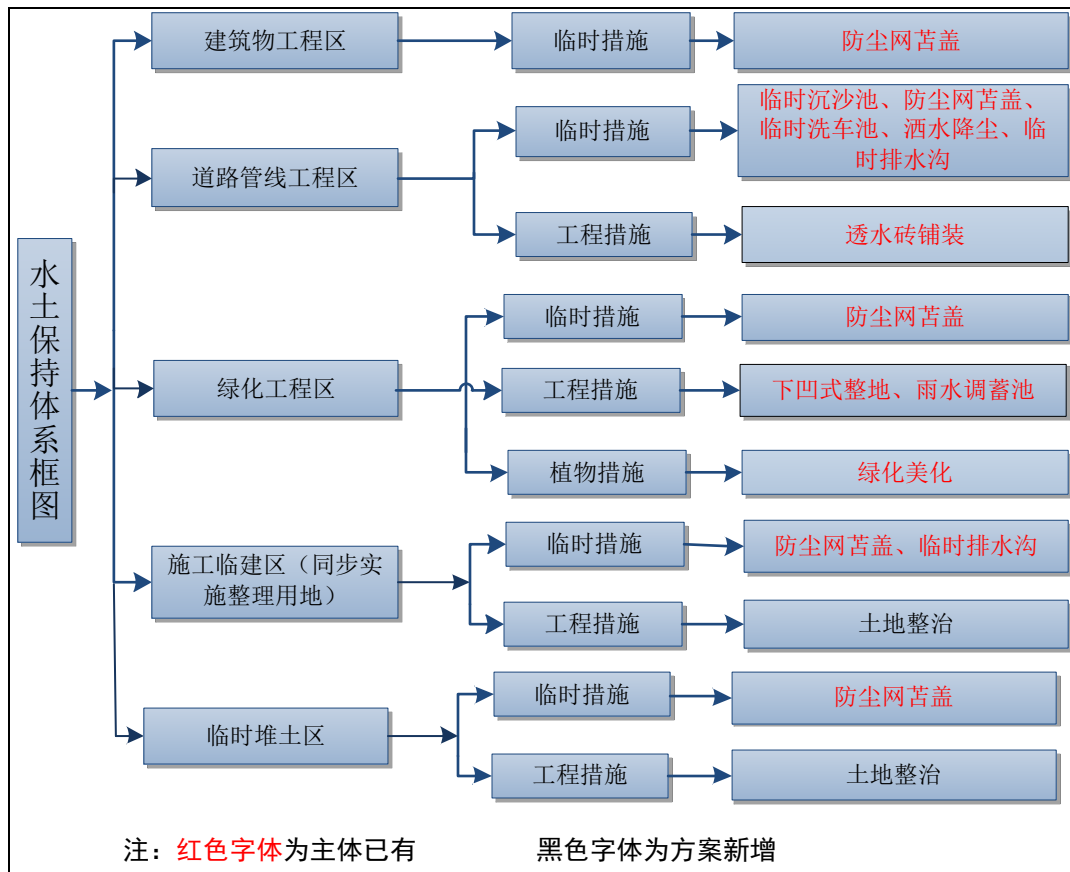 水土保持体系框图
建筑物工程区
临时措施
防尘网苫盖
道路管线工程区
临时措施
临时沉沙池、防尘网苫盖、
临时洗车池、洒水降尘、临
时排水沟
工程措施
透水砖铺装
绿化工程区
临时措施
防尘网苫盖
工程措施
下凹式整地、雨水调蓄池
植物措施
绿化美化
施工临建区（同步实
施整理用地）
临时措施
防尘网苫盖、临时排水沟
工程措施
土地整治
临时堆土区
临时措施
防尘网苫盖
工程措施
土地整治
注：红色字体为主体已有 黑色字体为方案新增